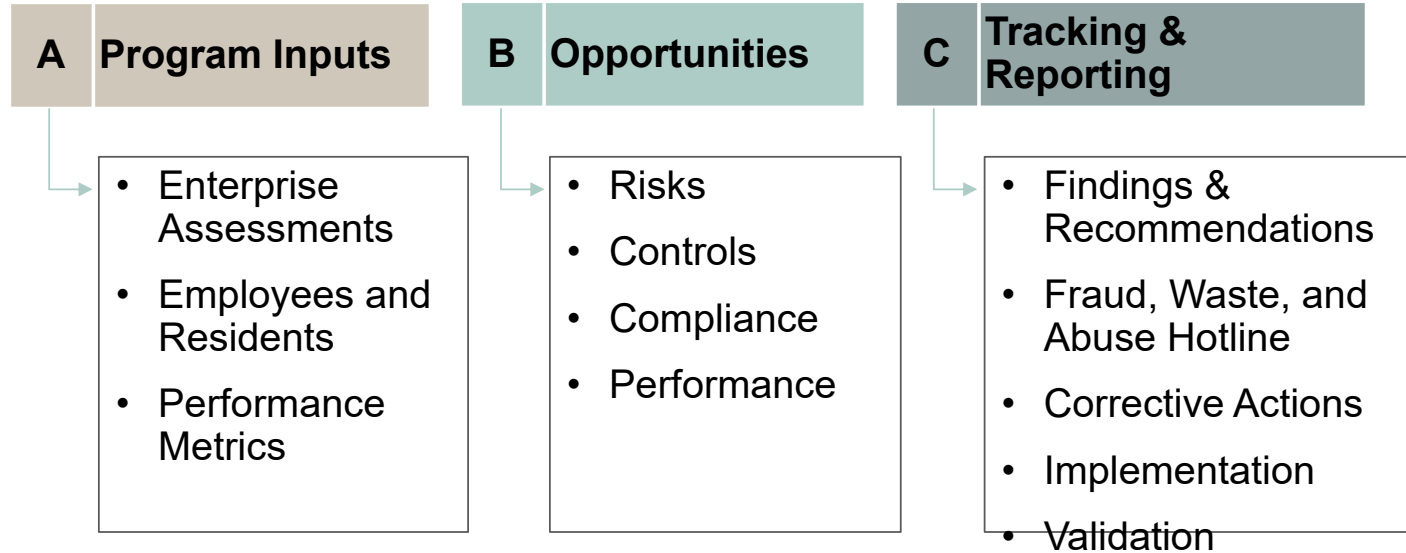 A Program Inputs
• Enterprise
Assessments
• Employees and
Residents
• Performance
Metrics
B Opportunities
• Risks
• Controls
• Compliance
• Performance
C Tracking &
Reporting
• Findings &
Recommendations
• Fraud, Waste, and
Abuse Hotline
• Corrective Actions
• Implementation
• Validation